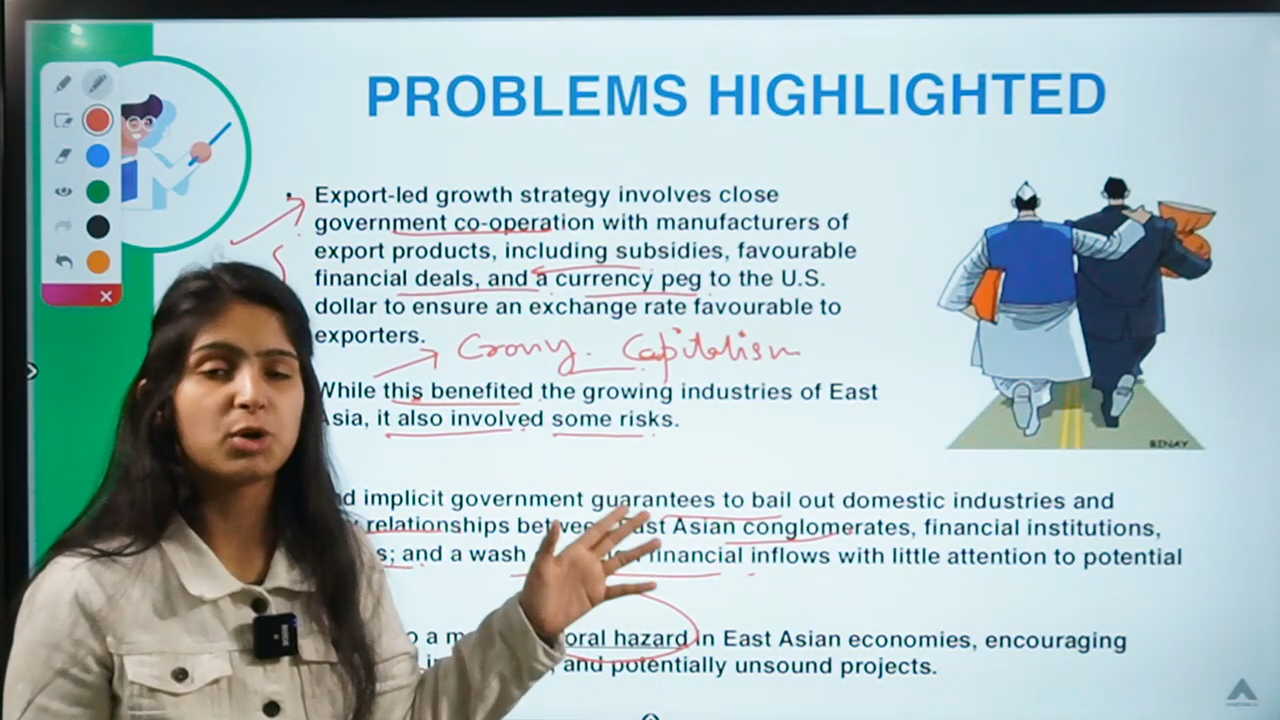 PROBLEMS HIGHLIGHTED
Export-led growth strategy involves close
government co-operation with manufacturers of
export products, including subsidies, favourable
financial deals, and a currency peg to the U.S.
dollar to ensure an exchange rate favourable to
exporters.
Crony Capitalism
While this benefited the growing industries of East
Asia, it also involved some risks.
BINAY
implicit government guarantees to bail out domestic industries and
relationships between East Asian conglomerates, financial institutions,
and a wash financial inflows with little attention to potential
a hazard in East Asian economies, encouraging
and potentially unsound projects.